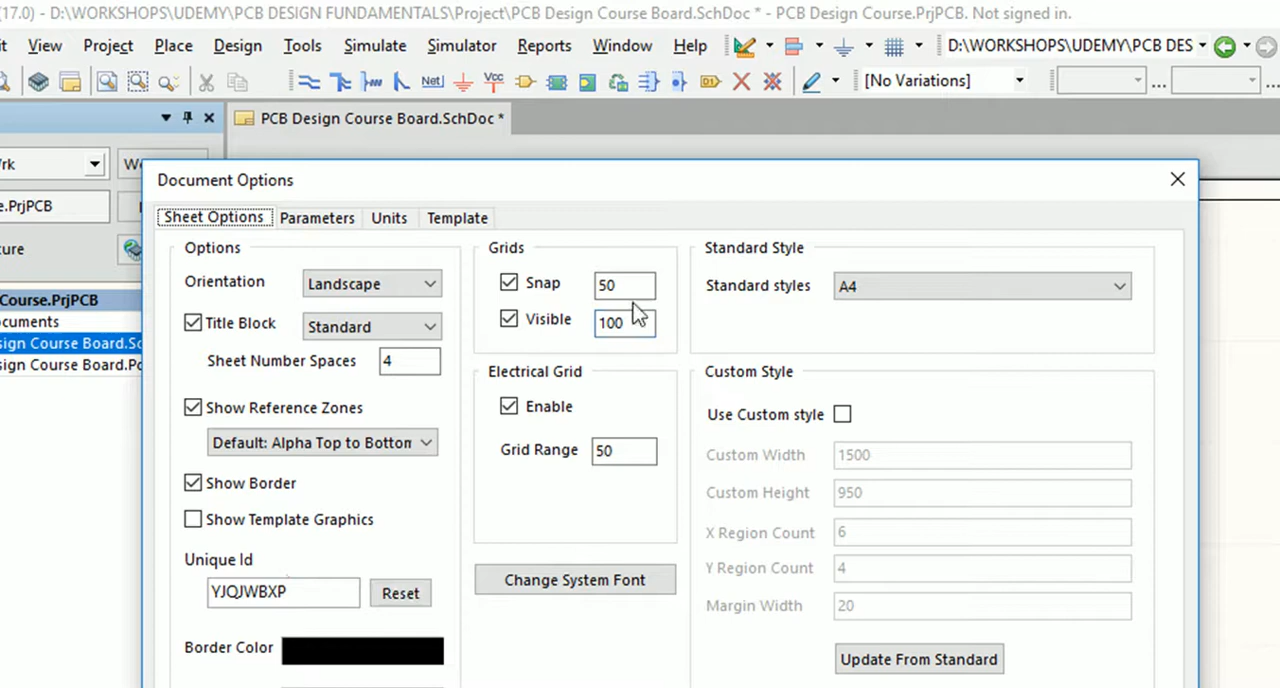 (17.0) - D:\WORKSHOPS\UDEMY\PCB DESIGN FUNDAMENTALS\Project\PCB Design Course Board.SchDoc * - PCB Design Course.PrjPCB. Not signed in.
it View Project Place Design Tools Simulate Simulator Reports Window Help D:\WORKSHOPS\UDEMY\PCB DES
Net Vcc D1 [No Variations] ... ...
PCB Design Course Board.SchDoc *
rk W
e.PrjPCB
ture
Course.PrjPCB
ocuments
sign Course Board.Sc
sign Course Board.Pc
Document Options
Sheet Options Parameters Units Template
Options
Orientation Landscape
Title Block Standard
Sheet Number Spaces 4
Show Reference Zones
Default: Alpha Top to Bottom
Show Border
Show Template Graphics
Unique Id
YJQJWBXP Reset
Border Color
Grids
Snap 50
Visible 100
Electrical Grid
Enable
Grid Range 50
Change System Font
Standard Style
Standard styles A4
Custom Style
Use Custom style
Custom Width 1500
Custom Height 950
X Region Count 6
Y Region Count 4
Margin Width 20
Update From Standard